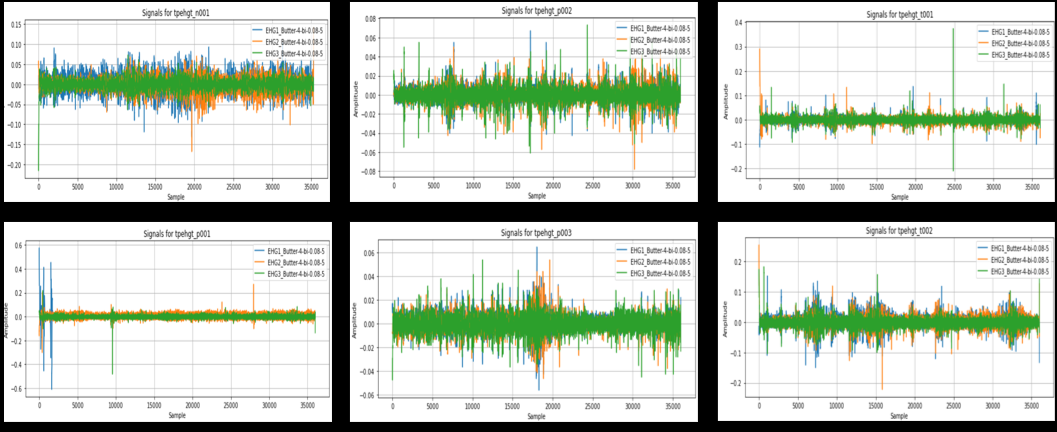 Signals for tpehgt_n001
EHG1_Butter-4-bi-0.08-5
EHG2_Butter-4-bi-0.08-5
EHG3_Butter-4-bi-0.08-5
0.15
0.10
0.05
0.00
−0.05
−0.10
−0.15
−0.20
0 5000 10000 15000 20000 25000 30000 35000
Sample
Signals for tpehgt_p002
EHG1_Butter-4-bi-0.08-5
EHG2_Butter-4-bi-0.08-5
EHG3_Butter-4-bi-0.08-5
Amplitude
0.08
0.06
0.04
0.02
0.00
−0.02
−0.04
−0.06
−0.08
0 5000 10000 15000 20000 25000 30000 35000
Sample
Signals for tpehgt_t001
EHG1_Butter-4-bi-0.08-5
EHG2_Butter-4-bi-0.08-5
EHG3_Butter-4-bi-0.08-5
Amplitude
0.4
0.3
0.2
0.1
0.0
−0.1
−0.2
0 5000 10000 15000 20000 25000 30000 35000
Sample
Signals for tpehgt_p001
EHG1_Butter-4-bi-0.08-5
EHG2_Butter-4-bi-0.08-5
EHG3_Butter-4-bi-0.08-5
Amplitude
0.6
0.4
0.2
0.0
−0.2
−0.4
−0.6
0 5000 10000 15000 20000 25000 30000 35000
Sample
Signals for tpehgt_p003
EHG1_Butter-4-bi-0.08-5
EHG2_Butter-4-bi-0.08-5
EHG3_Butter-4-bi-0.08-5
Amplitude
0.06
0.04
0.02
0.00
−0.02
−0.04
−0.06
0 5000 10000 15000 20000 25000 30000 35000
Sample
Signals for tpehgt_t002
EHG1_Butter-4-bi-0.08-5
EHG2_Butter-4-bi-0.08-5
EHG3_Butter-4-bi-0.08-5
Amplitude
0.2
0.1
0.0
−0.1
−0.2
0 5000 10000 15000 20000 25000 30000 35000
Sample